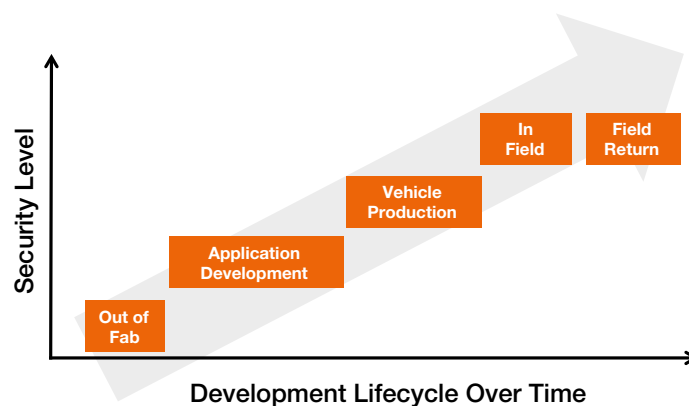 In
Field
Field
Return
Vehicle
Production
Application
Development
Out of
Fab
Security Level
Development Lifecycle Over Time